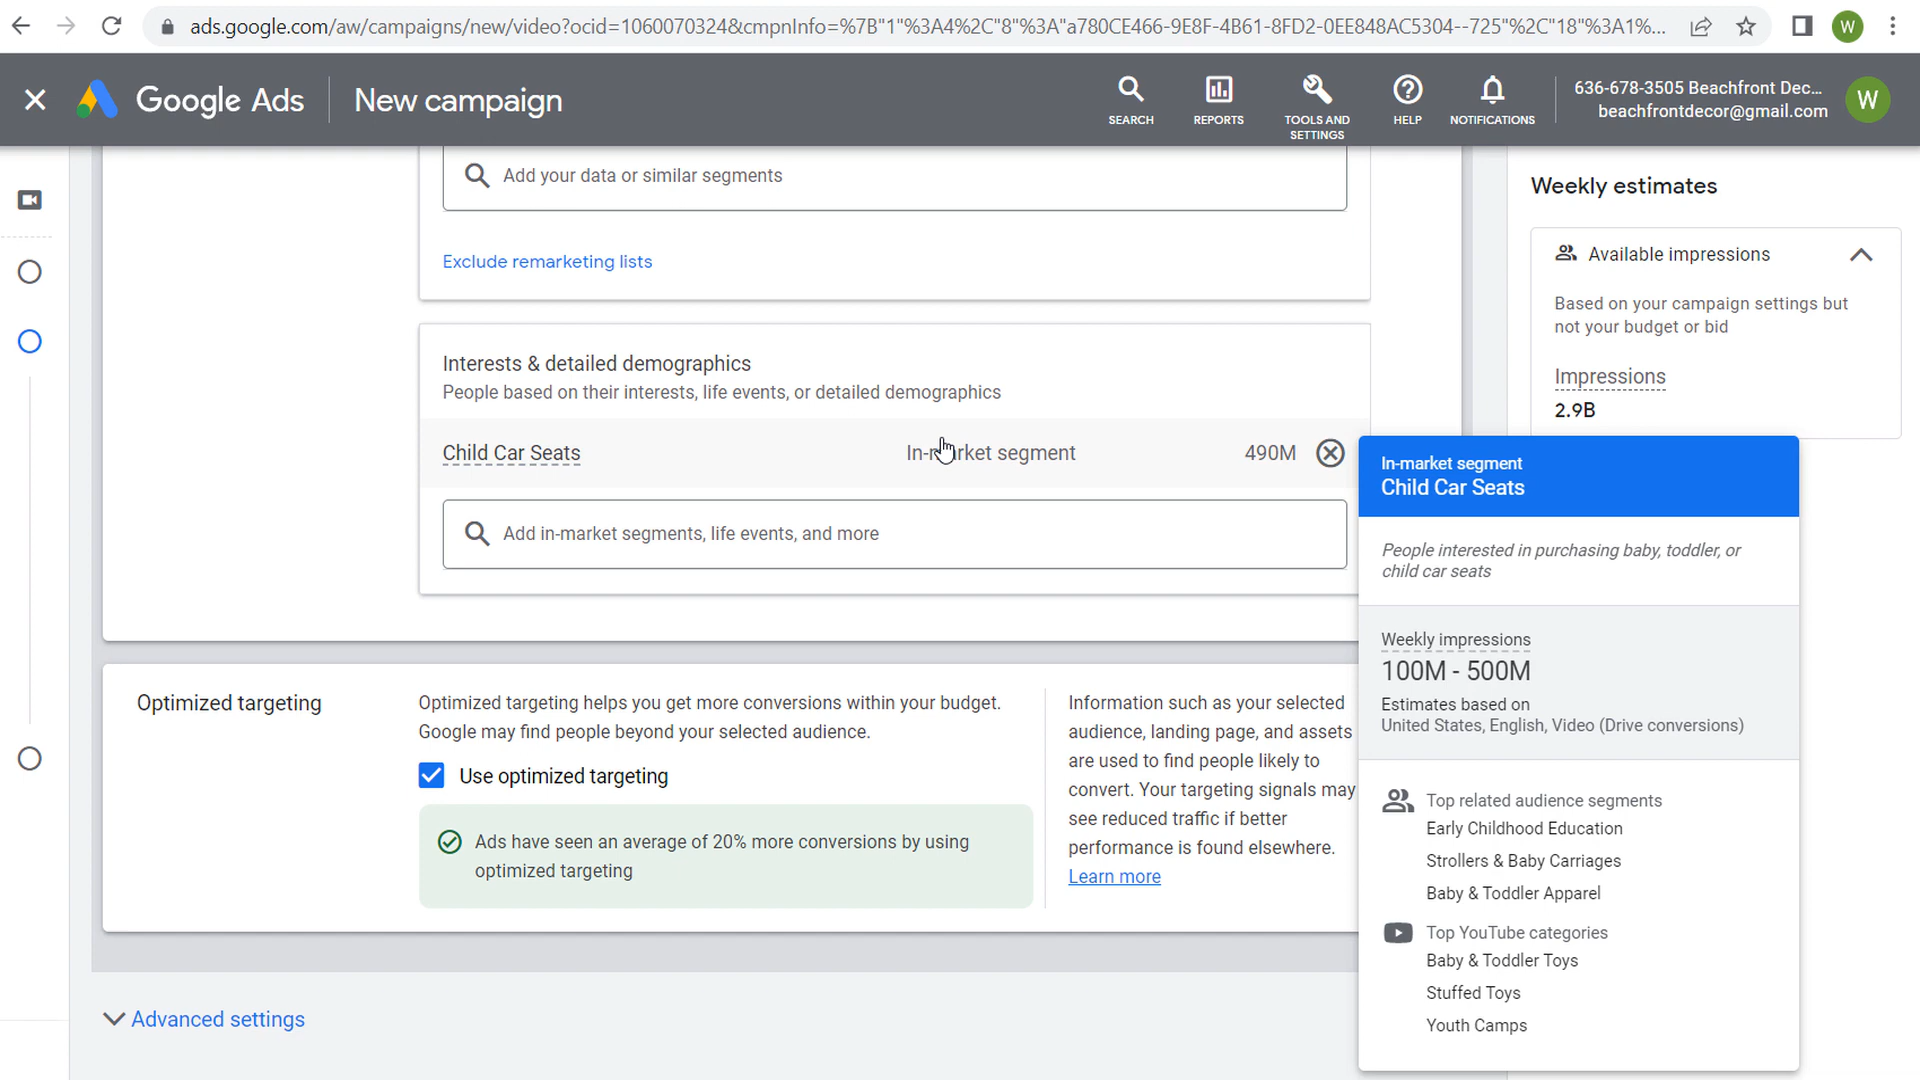 ads.google.com/aw/campaigns/new/video?ocid=1060070324&cmpnInfo=%7B"1"%3A4%2C"8"%3A"a780CE466-9E8F-4B61-8FD2-0EE848AC5304--725"%2C"18"%3A1%...
W
Google Ads
New campaign
SEARCH
REPORTS
TOOLS AND
SETTINGS
HELP
NOTIFICATIONS
636-678-3505 Beachfront Dec...
beachfrontdecor@gmail.com
W
Add your data or similar segments
Exclude remarketing lists
Interests & detailed demographics
People based on their interests, life events, or detailed demographics
Child Car Seats
In-market segment
490M
Add in-market segments, life events, and more
Optimized targeting
Optimized targeting helps you get more conversions within your budget.
Google may find people beyond your selected audience.
Use optimized targeting
Ads have seen an average of 20% more conversions by using
optimized targeting
Information such as your selected
audience, landing page, and assets
are used to find people likely to
convert. Your targeting signals may
see reduced traffic if better
performance is found elsewhere.
Learn more
Advanced settings
Weekly estimates
Available impressions
Based on your campaign settings but
not your budget or bid
Impressions
2.9B
In-market segment
Child Car Seats
People interested in purchasing baby, toddler, or
child car seats
Weekly impressions
100M - 500M
Estimates based on
United States, English, Video (Drive conversions)
Top related audience segments
Early Childhood Education
Strollers & Baby Carriages
Baby & Toddler Apparel
Top YouTube categories
Baby & Toddler Toys
Stuffed Toys
Youth Camps